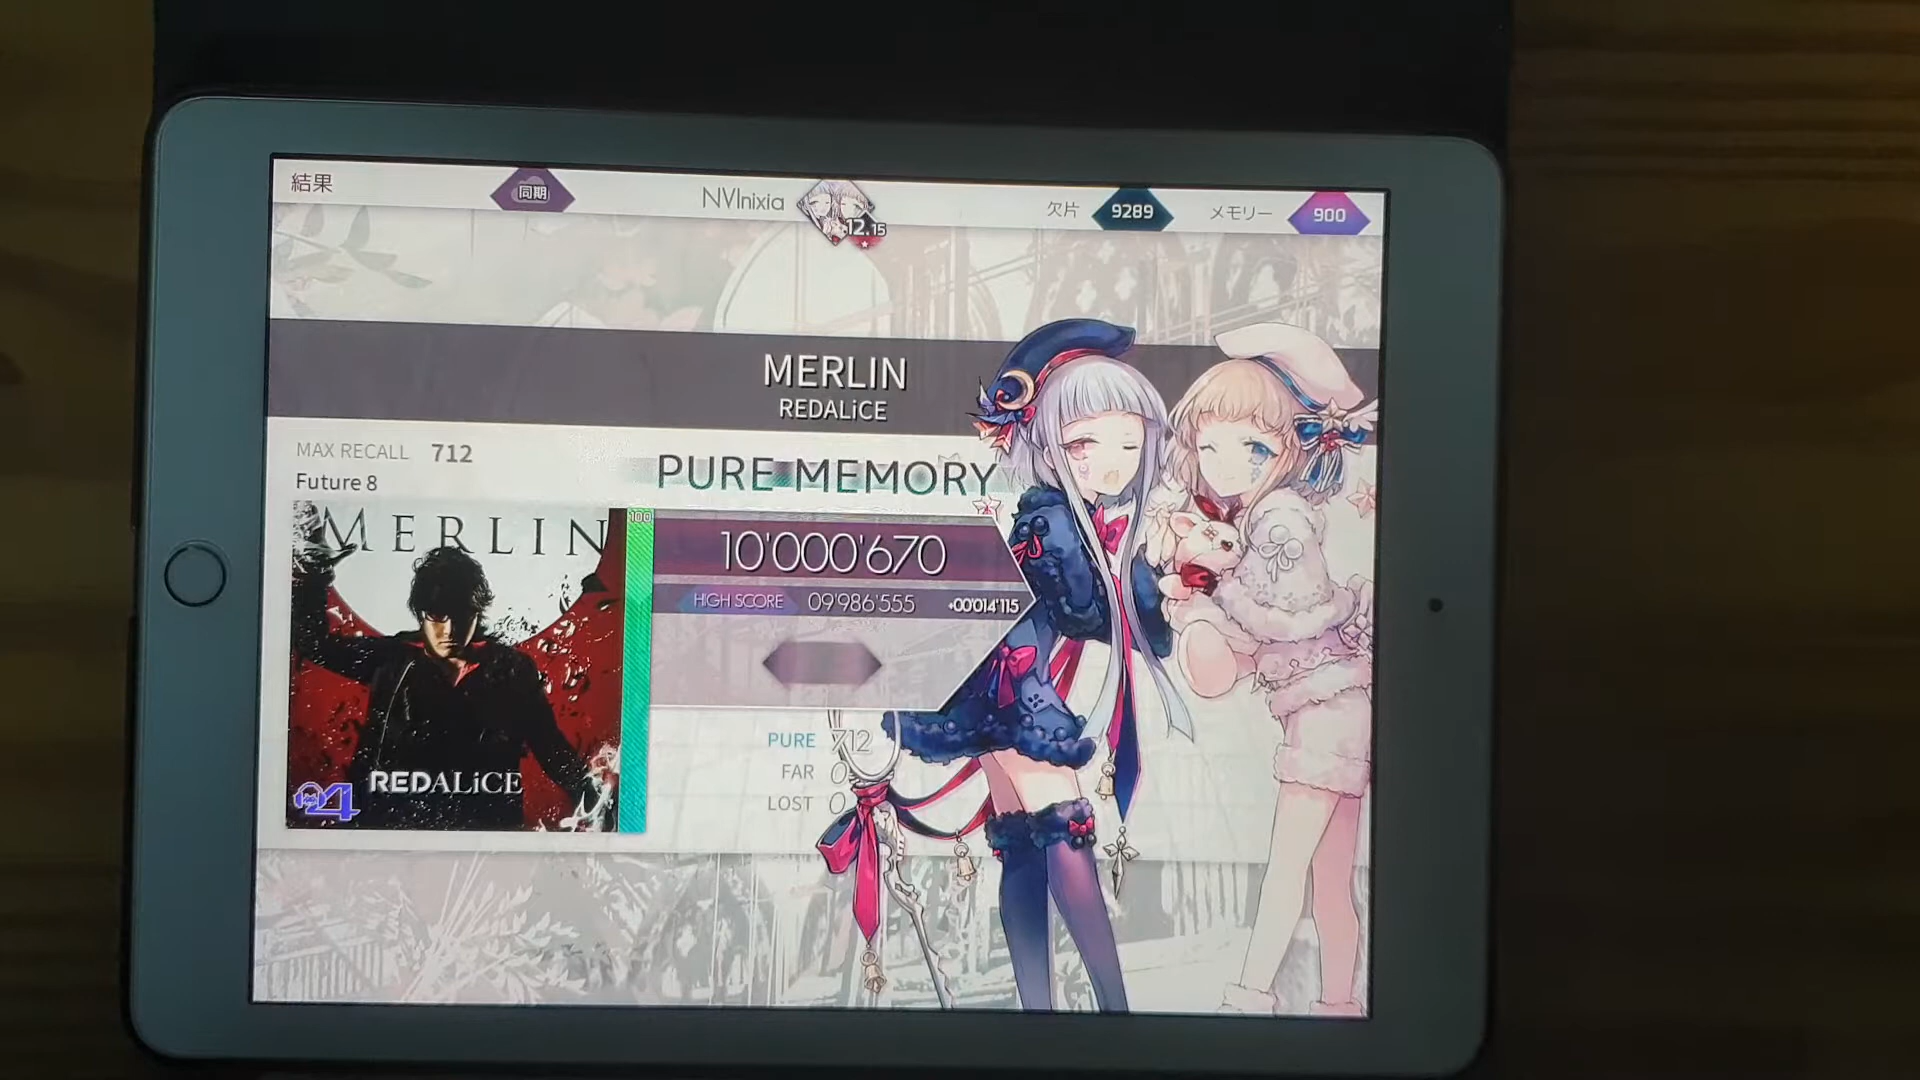 結果
同期
NVInixia
12.15
欠片
9289
メモリー
900
MERLIN
REDALiCE
MAX RECALL 712
Future 8
PURE MEMORY
MERLIN
100
10'000'670
HIGH SCORE 09'986'555 +00'014'115
REDALiCE
24
PURE 712
FAR 0
LOST 0